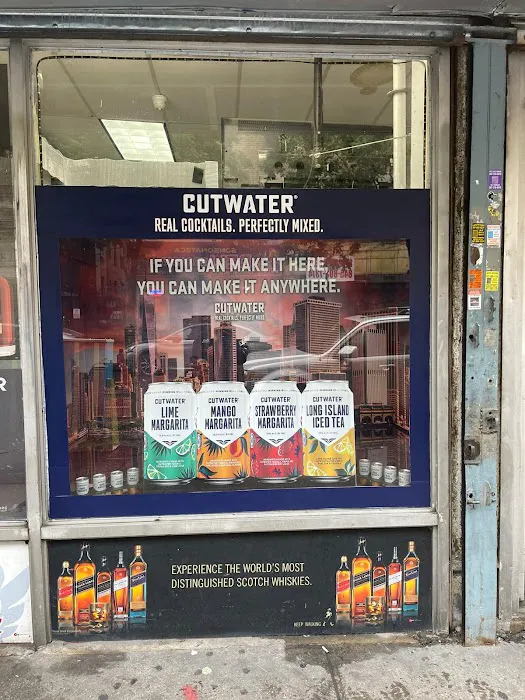 CUTWATER®
REAL COCKTAILS. PERFECTLY MIXED.
IF YOU CAN MAKE IT HERE,
YOU CAN MAKE IT ANYWHERE.
CUTWATER
REAL COCKTAILS. PERFECTLY MIXED.
CUTWATER
LIME
MARGARITA
CUTWATER
MANGO
MARGARITA
CUTWATER
STRAWBERRY
MARGARITA
CUTWATER
LONG ISLAND
ICED TEA
EXPERIENCE THE WORLD'S MOST
DISTINGUISHED SCOTCH WHISKIES.
KEEP WALKING